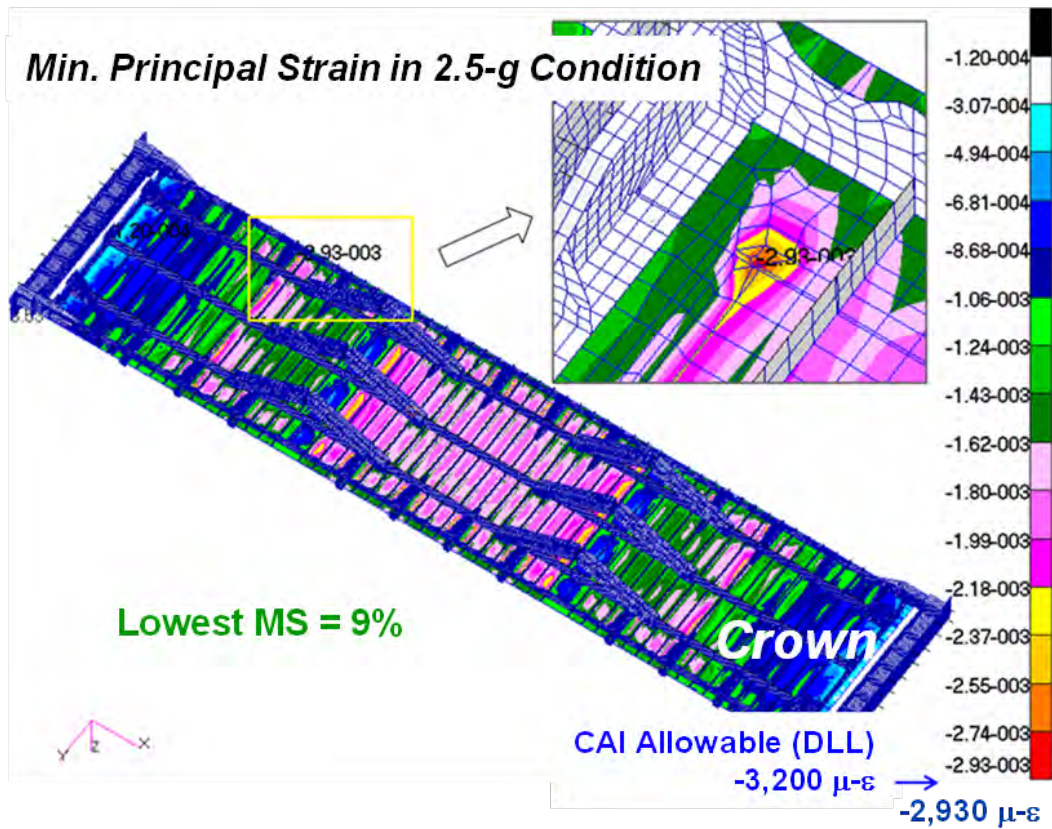 Min. Principal Strain in 2.5-g Condition
-1.20-004
-3.07-004
-4.94-004
-6.81-004
-8.68-004
-1.06-003
-1.24-003
-1.43-003
-1.62-003
-1.80-003
-1.99-003
-2.18-003
-2.37-003
-2.55-003
-2.74-003
-2.93-003
.20-004
2.93-003
-2.93-003
Lowest MS = 9%
Crown
Y Z X
CAI Allowable (DLL)
-3,200 μ-ε
-2,930 μ-ε